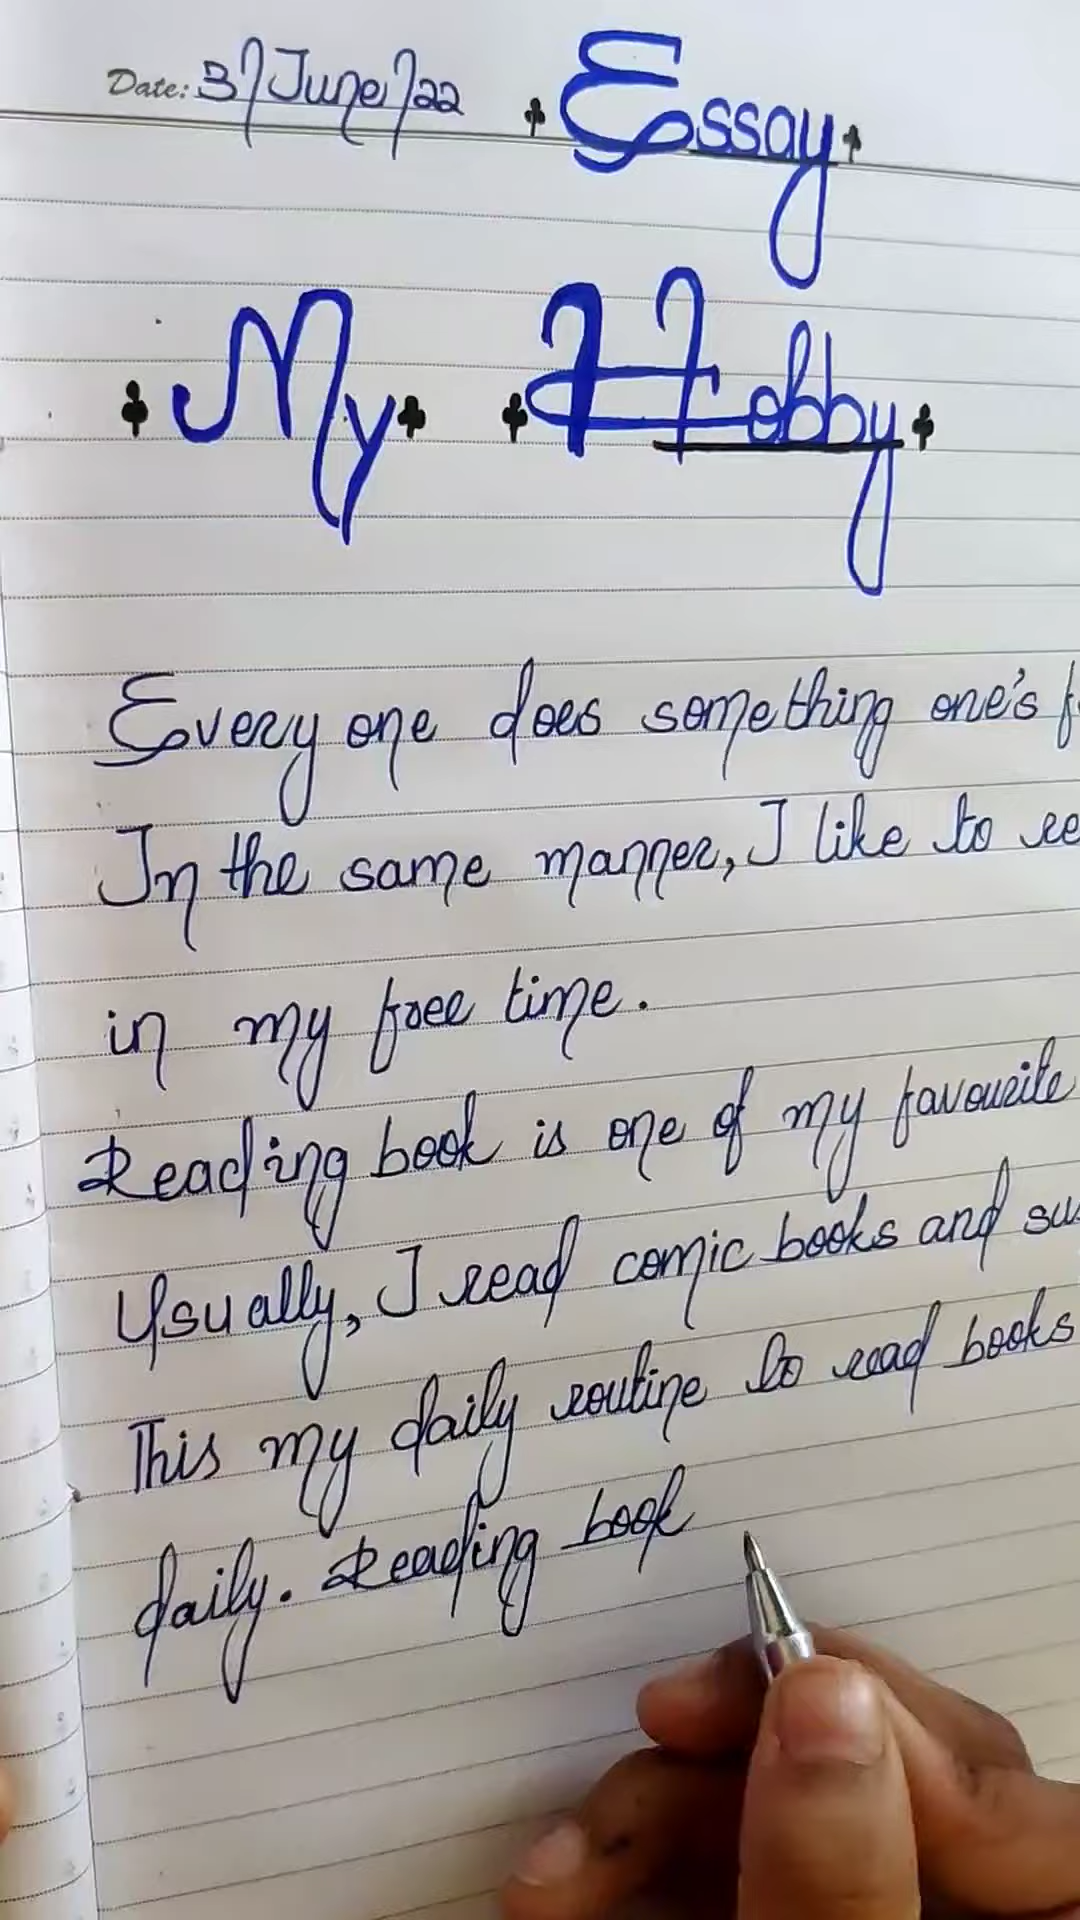 Date: 3/June/22
Essay
My Hobby
Every one does something one's
In the same manner, I like to
in my free time.
Reading book is one of my favourite
Usually, I read comic books and
This my daily routine to read books
daily. Reading book